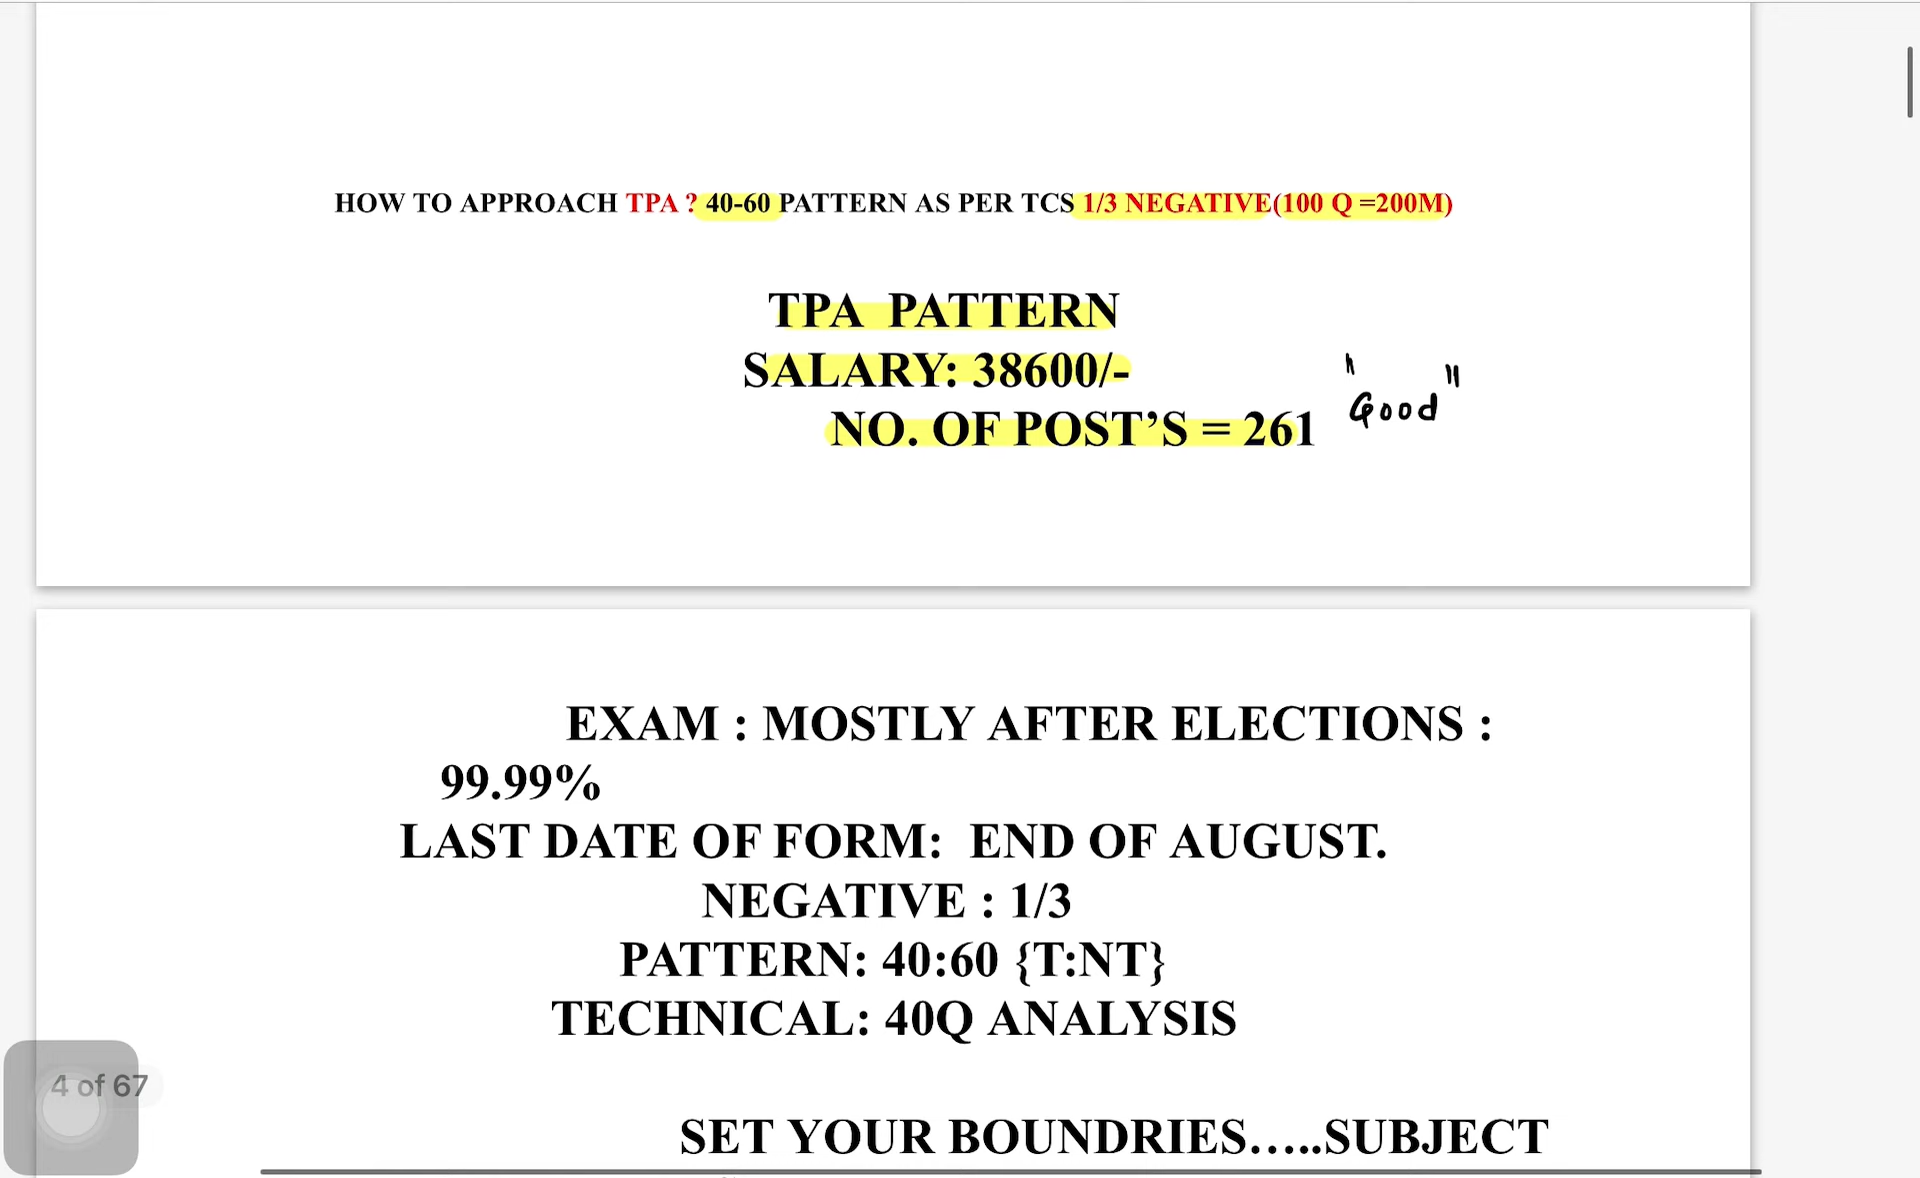 HOW TO APPROACH TPA ? 40-60 PATTERN AS PER TCS 1/3 NEGATIVE(100 Q =200M)
TPA PATTERN
SALARY: 38600/-
NO. OF POST’S = 261
"Good"
EXAM : MOSTLY AFTER ELECTIONS :
99.99%
LAST DATE OF FORM: END OF AUGUST.
NEGATIVE : 1/3
PATTERN: 40:60 {T:NT}
TECHNICAL: 40Q ANALYSIS
4 of 67
SET YOUR BOUNDRIES…..SUBJECT